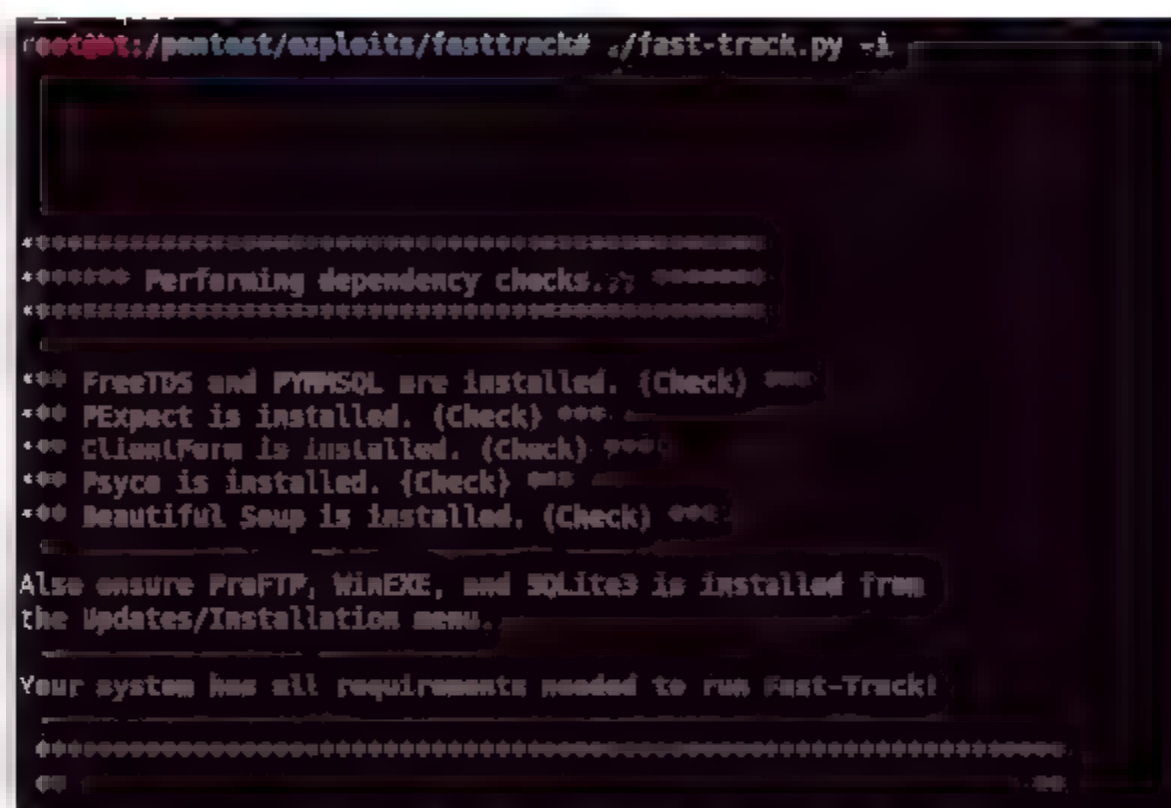 root@bt:/pentest/exploits/fasttrack# ./fast-track.py -i
******* Performing dependency checks... *******
*** FreeTDS and PYMMSQL are installed. (Check) ***
*** PExpect is installed. (Check) ***
*** ClientForm is installed. (Check) ***
*** Psyco is installed. (Check) ***
*** Beautiful Soup is installed. (Check) ***
Also ensure ProFTP, WinEXE, and SQLite3 is installed from
the Updates/Installation menu.
Your system has all requirements needed to run Fast-Track!